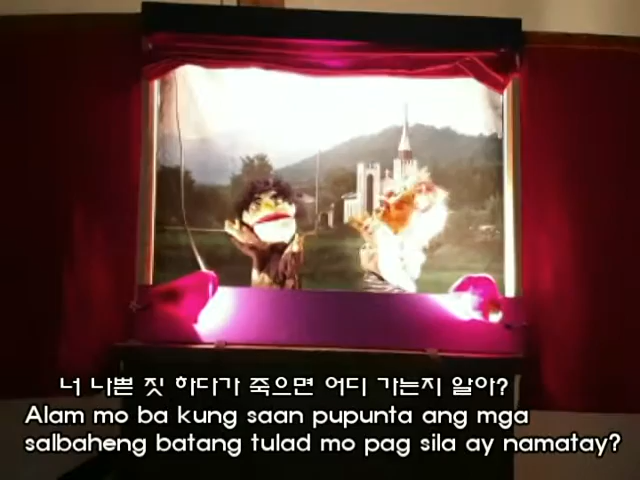 너 나쁜 짓 하다가 죽으면 어디 가는지 알아?
Alam mo ba kung saan pupunta ang mga
salbaheng batang tulad mo pag sila ay namatay?